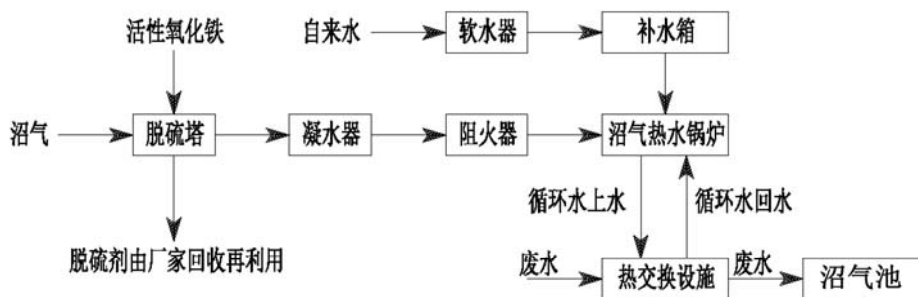 活性氧化铁
自来水
软水器
补水箱
沼气
脱硫塔
凝水器
阻火器
沼气热水锅炉
循环水上水
循环水回水
脱硫剂由厂家回收再利用
废水
热交换设施
废水
沼气池